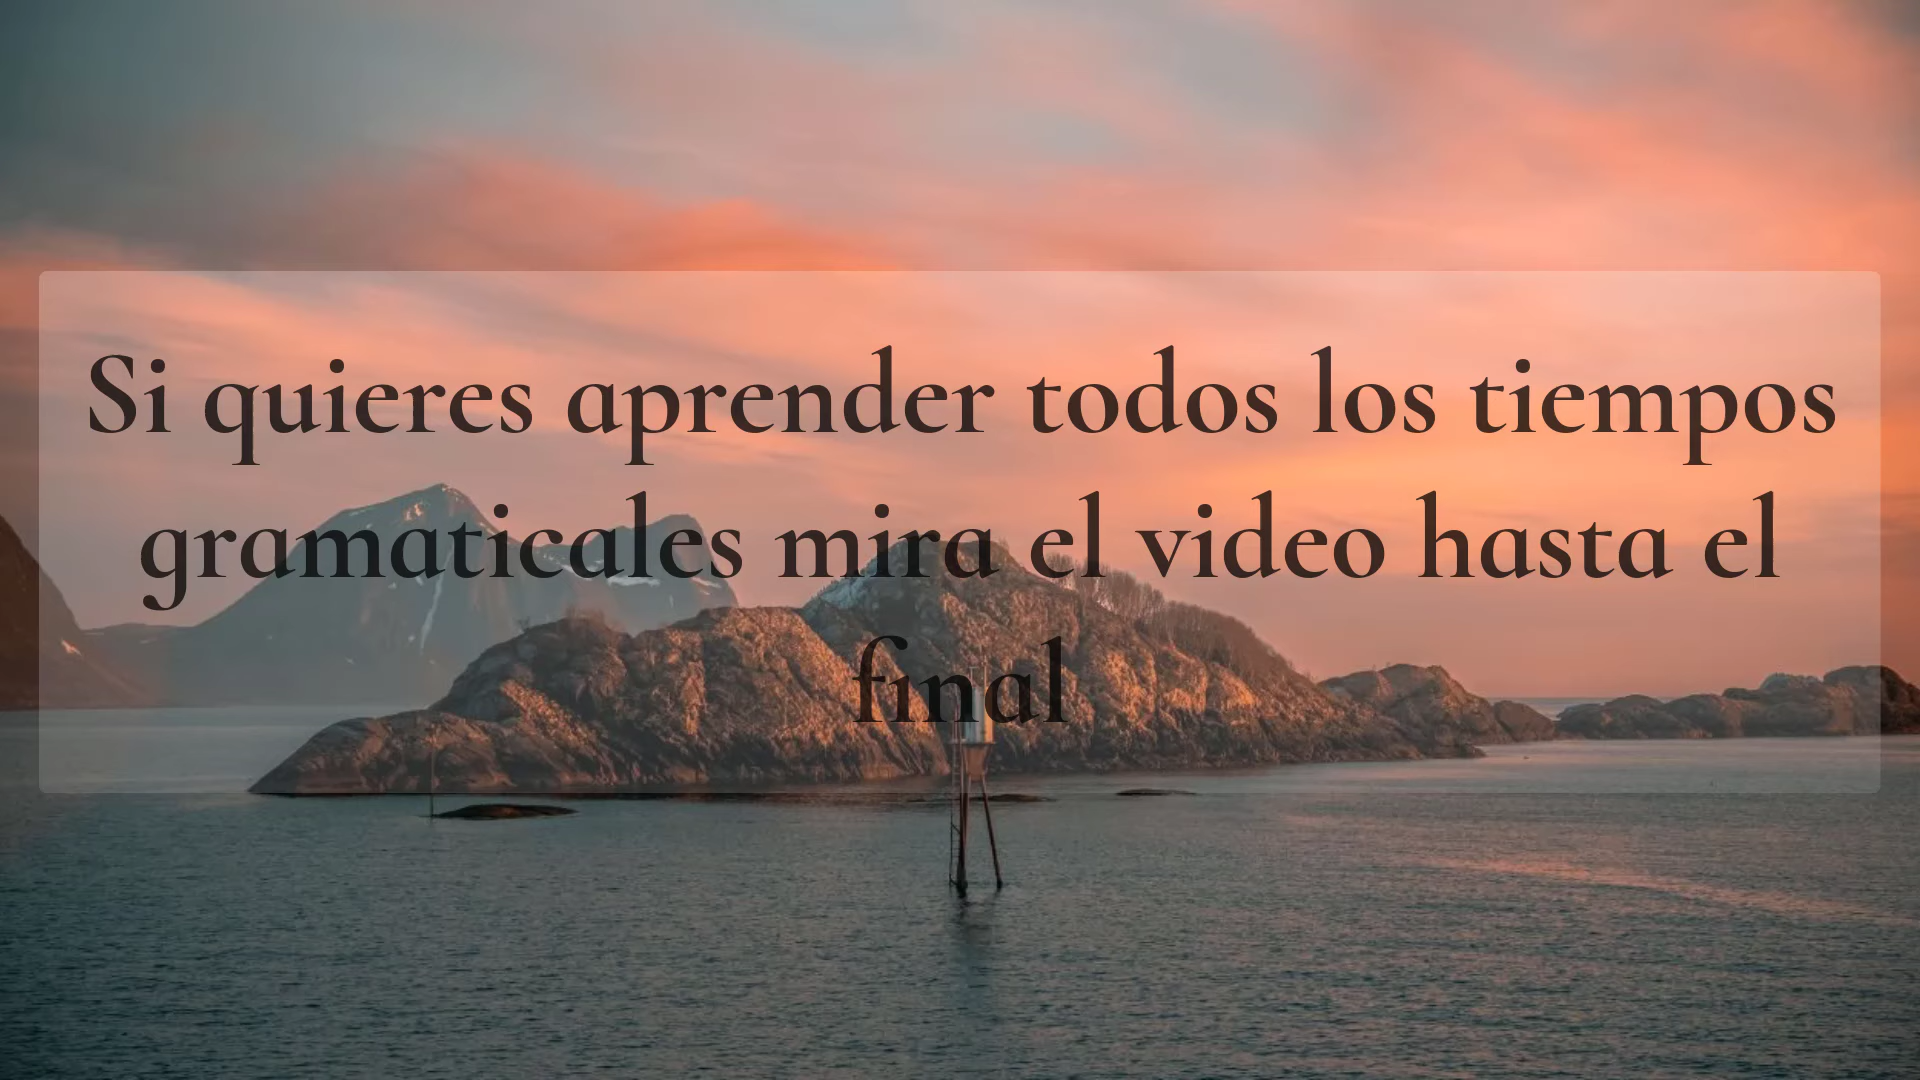 Si quieres aprender todos los tiempos
gramaticales mira el video hasta el
final